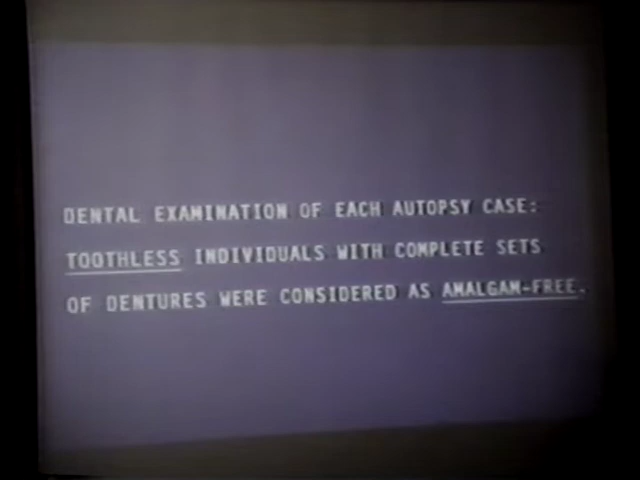 DENTAL EXAMINATION OF EACH AUTOPSY CASE:
TOOTHLESS INDIVIDUALS WITH COMPLETE SETS
OF DENTURES WERE CONSIDERED AS AMALGAM-FREE.